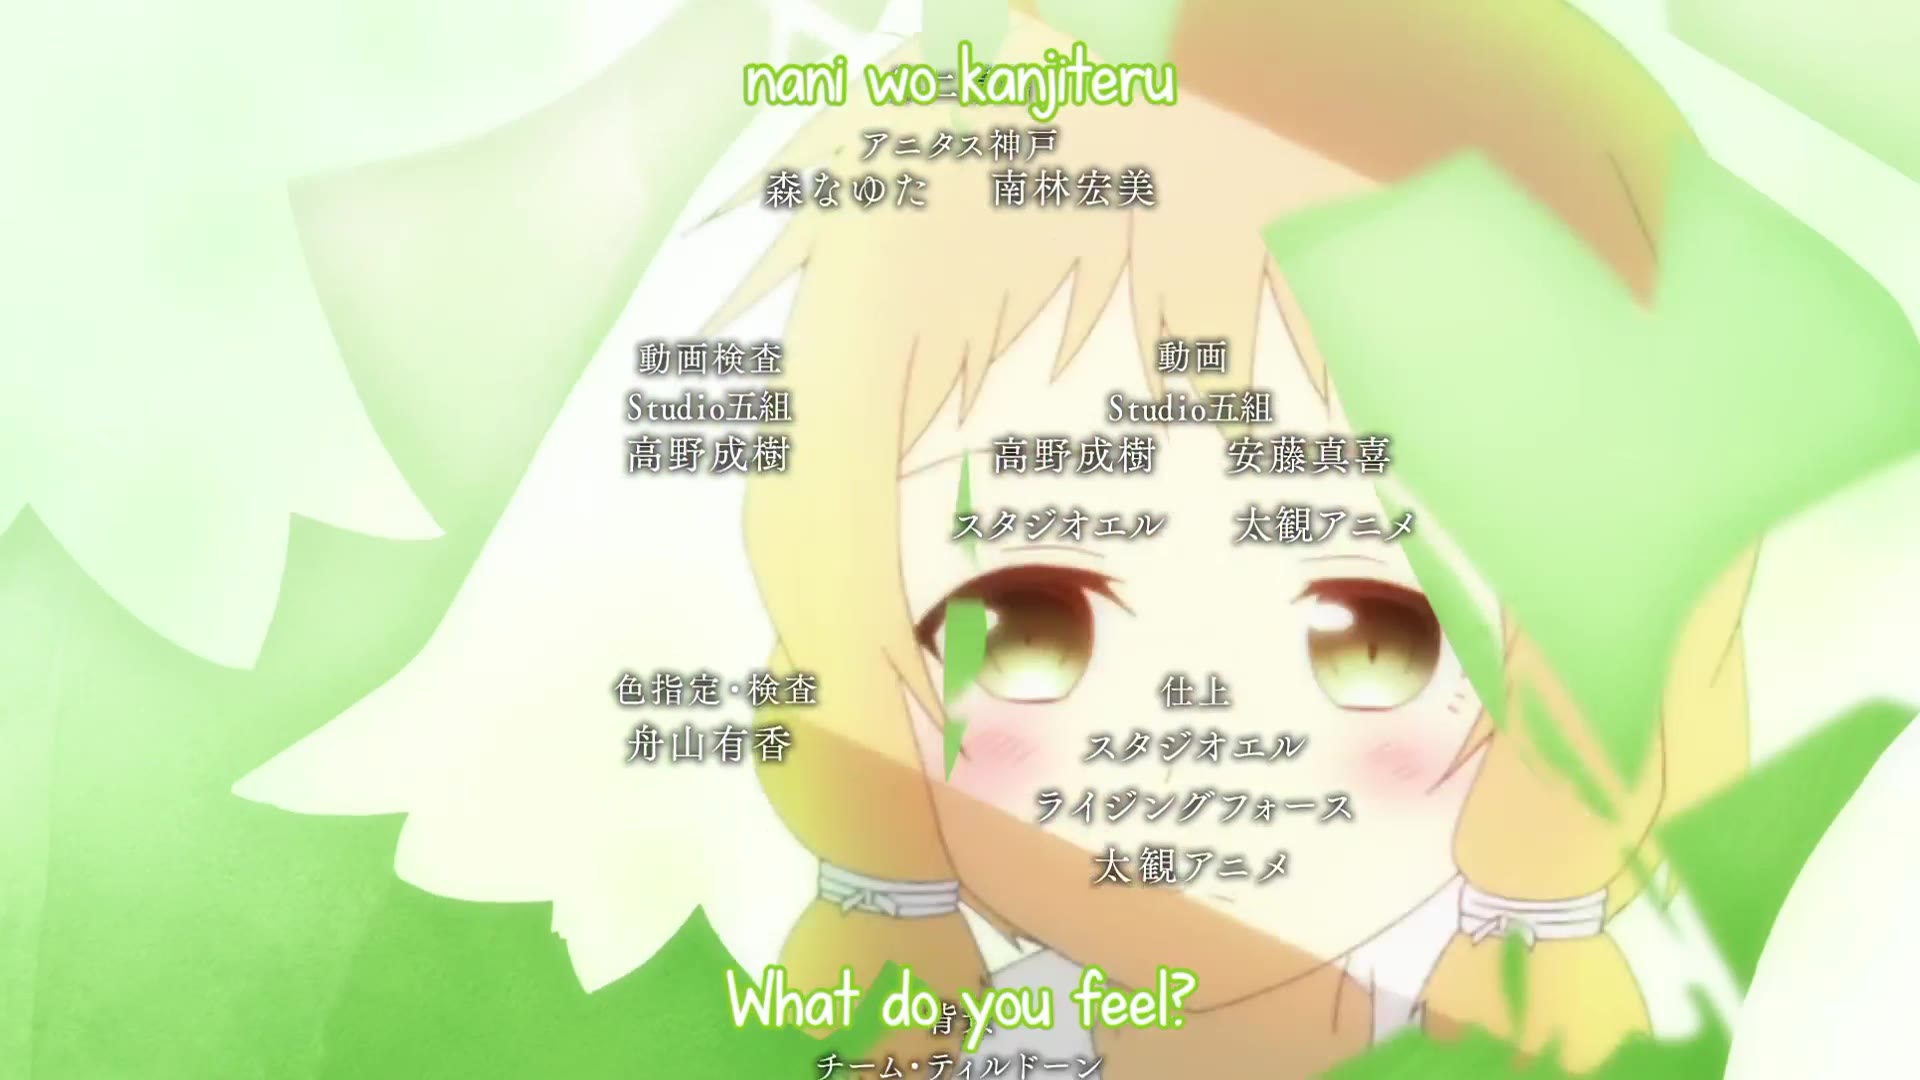 nani wo kanjiteru
アニタス神戸
森なゆた 南林宏美
動画検査 動画
Studio五組 Studio五組
高野成樹 高野成樹 安藤真喜
スタジオエル 太観アニメ
色指定・検査 仕上
舟山有香 スタジオエル
ライジングフォース
太観アニメ
What do you feel?
チーム・ティルドーン